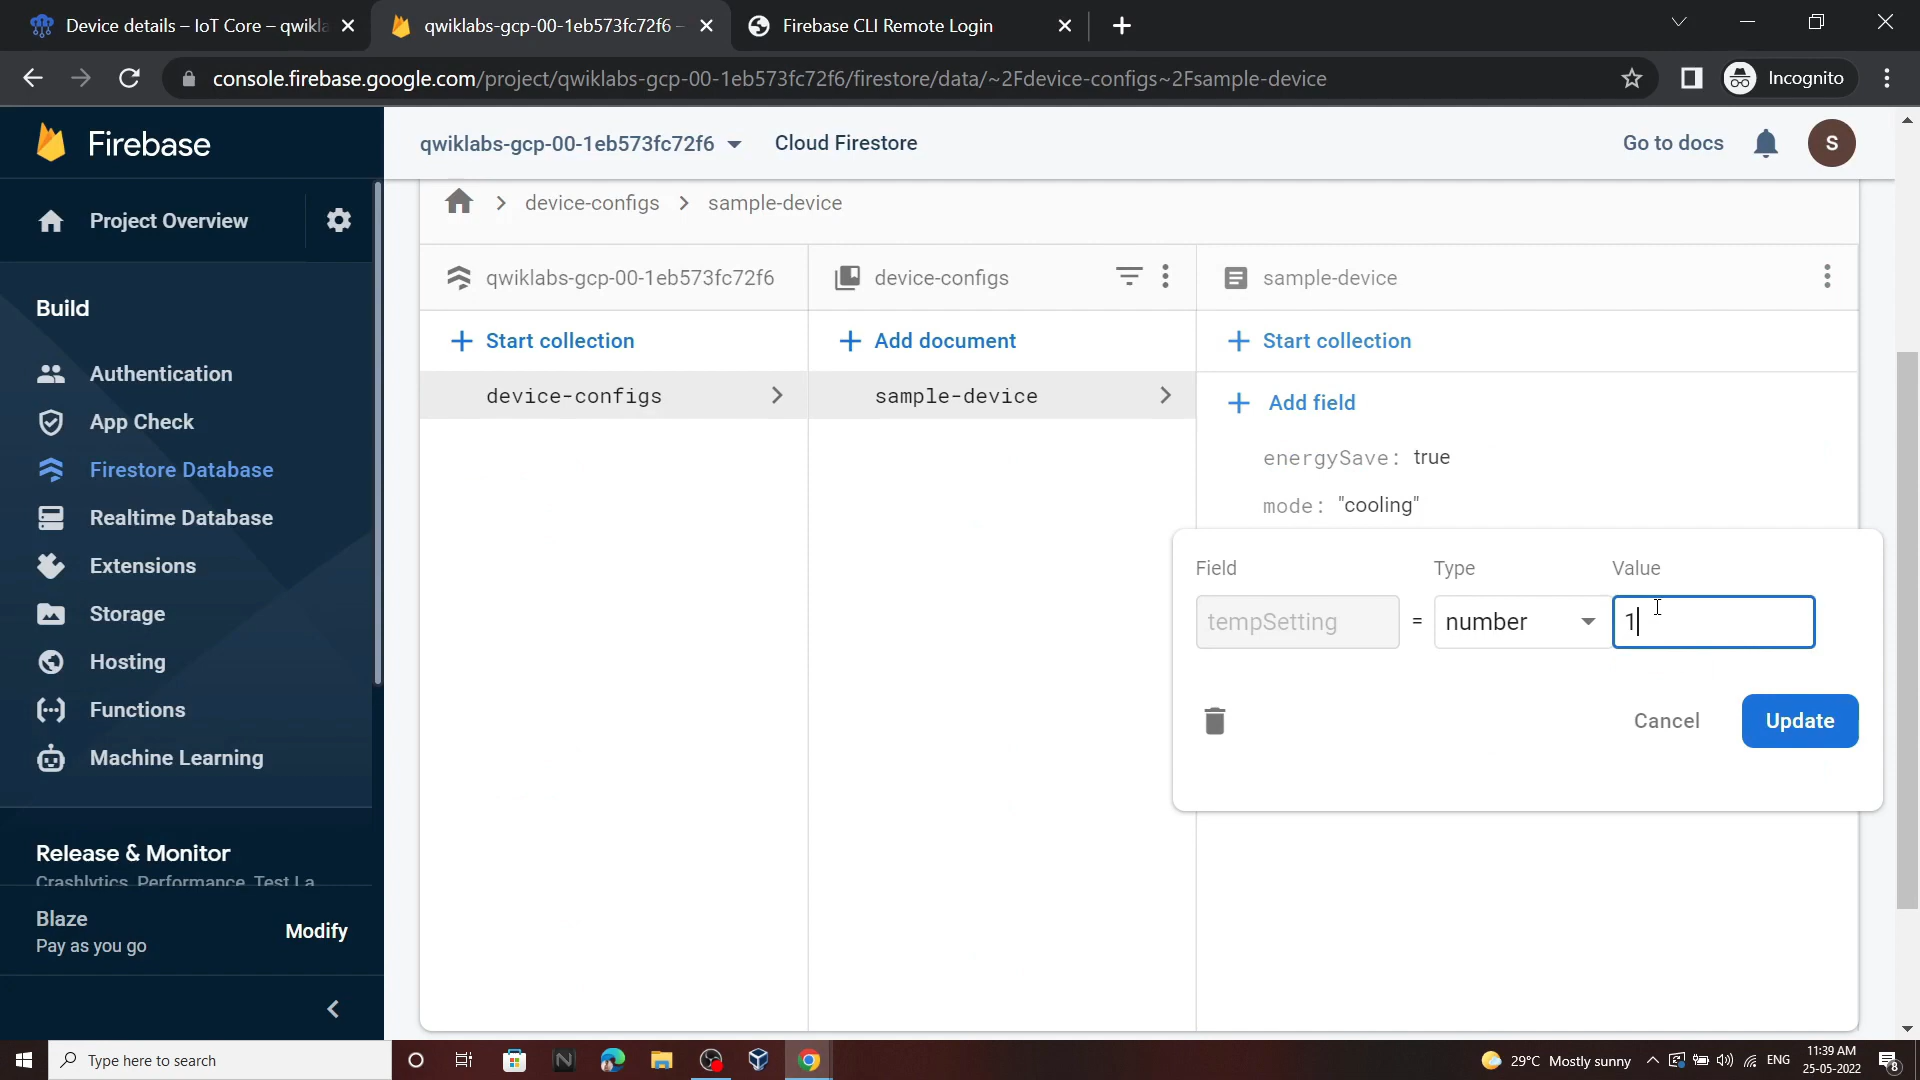 Device details – IoT Core – qwikla
qwiklabs-gcp-00-1eb573fc72f6 –
Firebase CLI Remote Login
console.firebase.google.com/project/qwiklabs-gcp-00-1eb573fc72f6/firestore/data/~2Fdevice-configs~2Fsample-device
Incognito
Firebase
qwiklabs-gcp-00-1eb573fc72f6
Cloud Firestore
Go to docs
S
Project Overview
Build
Authentication
App Check
Firestore Database
Realtime Database
Extensions
Storage
Hosting
Functions
Machine Learning
Release & Monitor
Crashlytics Performance Test La
Blaze
Pay as you go
Modify
device-configs
sample-device
qwiklabs-gcp-00-1eb573fc72f6
Start collection
device-configs
device-configs
Add document
sample-device
sample-device
Start collection
Add field
energySave: true
mode: "cooling"
Field
Type
Value
tempSetting
=
number
1
Cancel
Update
Type here to search
29°C Mostly sunny
ENG
11:39 AM
25-05-2022
8